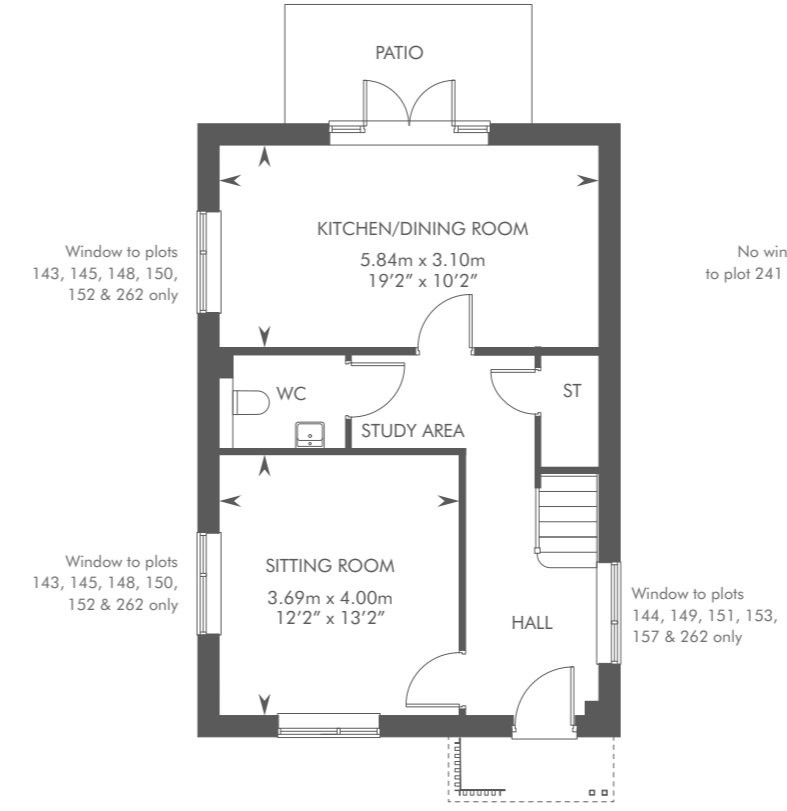 PATIO
KITCHEN/DINING ROOM
5.84m x 3.10m
19’2” x 10’2”
Window to plots
143, 145, 148, 150,
152 & 262 only
No win
to plot 241
WC
ST
STUDY AREA
SITTING ROOM
3.69m x 4.00m
12’2” x 13’2”
Window to plots
143, 145, 148, 150,
152 & 262 only
HALL
Window to plots
144, 149, 151, 153,
157 & 262 only